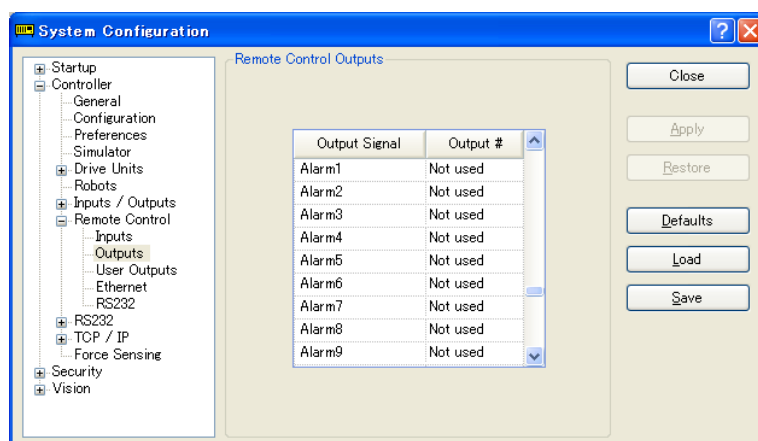 System Configuration
Startup
Controller
General
Configuration
Preferences
Simulator
Drive Units
Robots
Inputs / Outputs
Remote Control
Inputs
Outputs
User Outputs
Ethernet
RS232
RS232
TCP / IP
Force Sensing
Security
Vision
Remote Control Outputs
Output Signal Output #
Alarm1 Not used
Alarm2 Not used
Alarm3 Not used
Alarm4 Not used
Alarm5 Not used
Alarm6 Not used
Alarm7 Not used
Alarm8 Not used
Alarm9 Not used
Close
Apply
Restore
Defaults
Load
Save